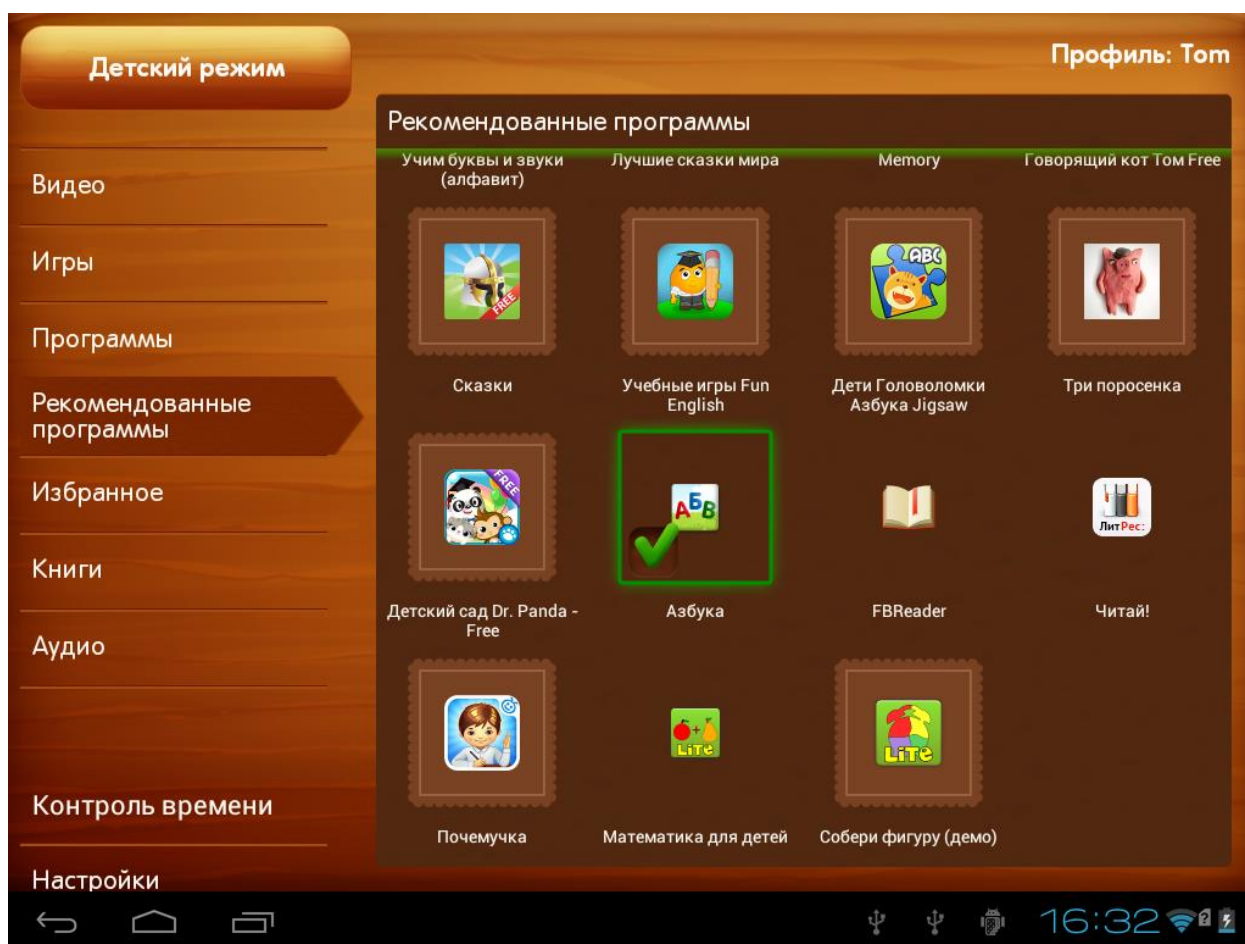 Детский режим
Профиль: Tom
Видео
Игры
Программы
Рекомендованные
программы
Избранное
Книги
Аудио
Контроль времени
Настройки
Рекомендованные программы
Учим буквы и звуки
(алфавит)
Лучшие сказки мира
Memory
Говорящий кот Том Free
FREE
ABC
Сказки
Учебные игры Fun
English
Дети Головоломки
Азбука Jigsaw
Три поросенка
FREE
АБВ
ЛитРес:
Детский сад Dr. Panda -
Free
Азбука
FBReader
Читай!
LiTe
LiTe
Почемучка
Математика для детей
Собери фигуру (демо)
16:32